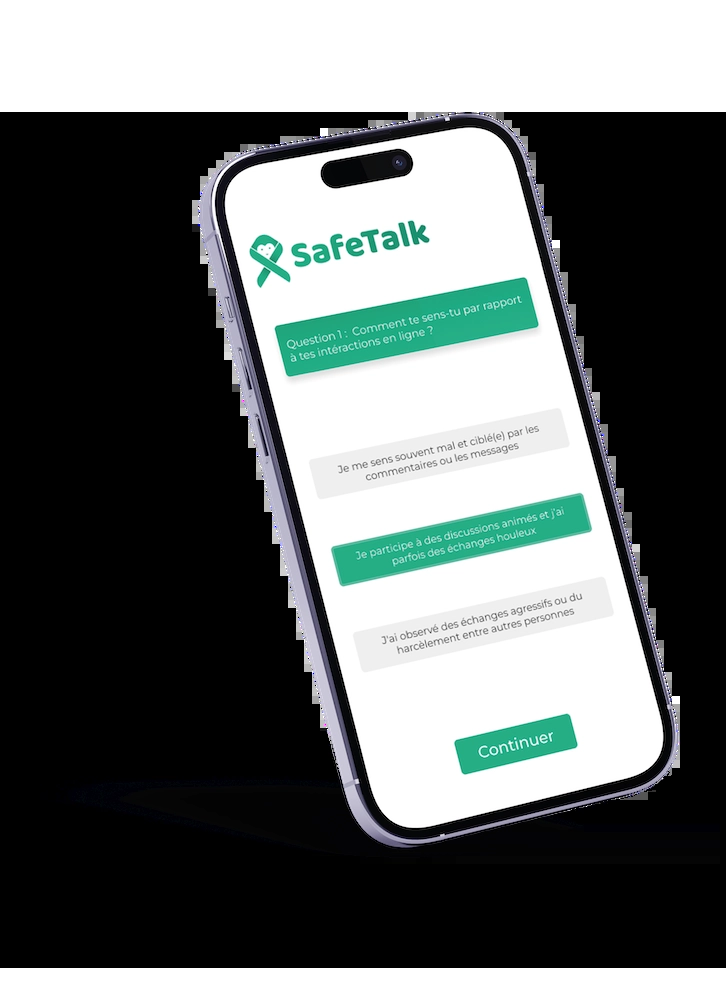 SafeTalk
Question 1 : Comment te sens-tu par rapport
à tes intéractions en ligne ?
Je me sens souvent mal et ciblé(e) par les
commentaires ou les messages
Je participe à des discussions animés et j'ai
parfois des échanges houleux
J'ai observé des échanges agressifs ou du
harcèlement entre autres personnes
Continuer